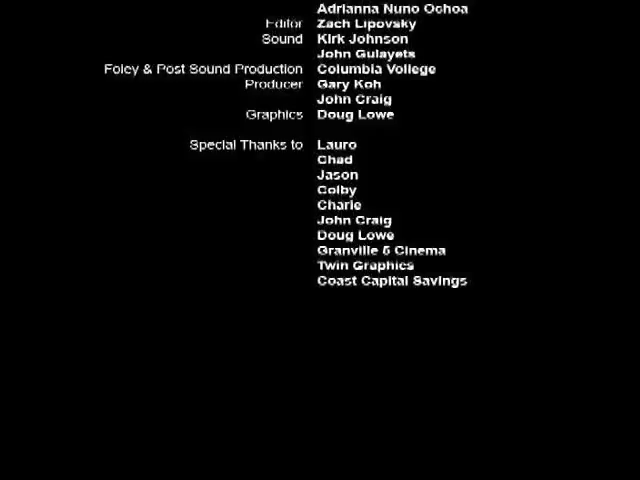 Adrianna Nuno Ochoa
Editor Zach Lipovsky
Sound Kirk Johnson
John Gulayets
Foley & Post Sound Production Columbia Vollege
Producer Gary Koh
John Craig
Graphics Doug Lowe
Special Thanks to Lauro
Chad
Jason
Colby
Charle
John Craig
Doug Lowe
Granville 6 Cinema
Twin Graphics
Coast Capital Savings